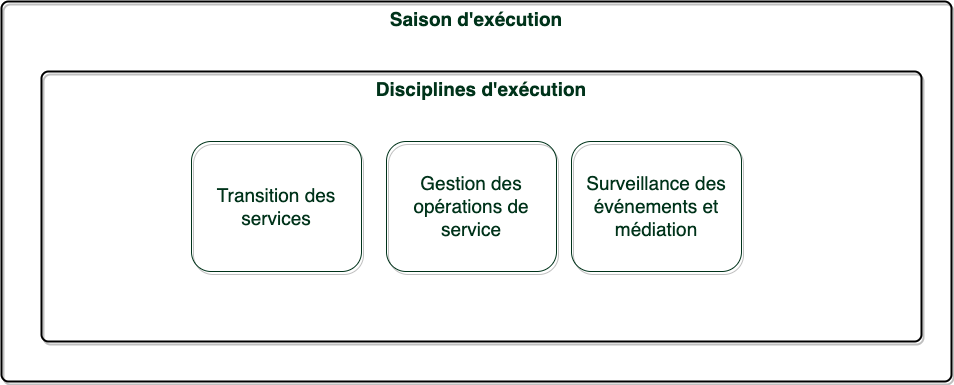 Saison d'exécution
Disciplines d'exécution
Transition des
services
Gestion des
opérations de
service
Surveillance des
événements et
médiation